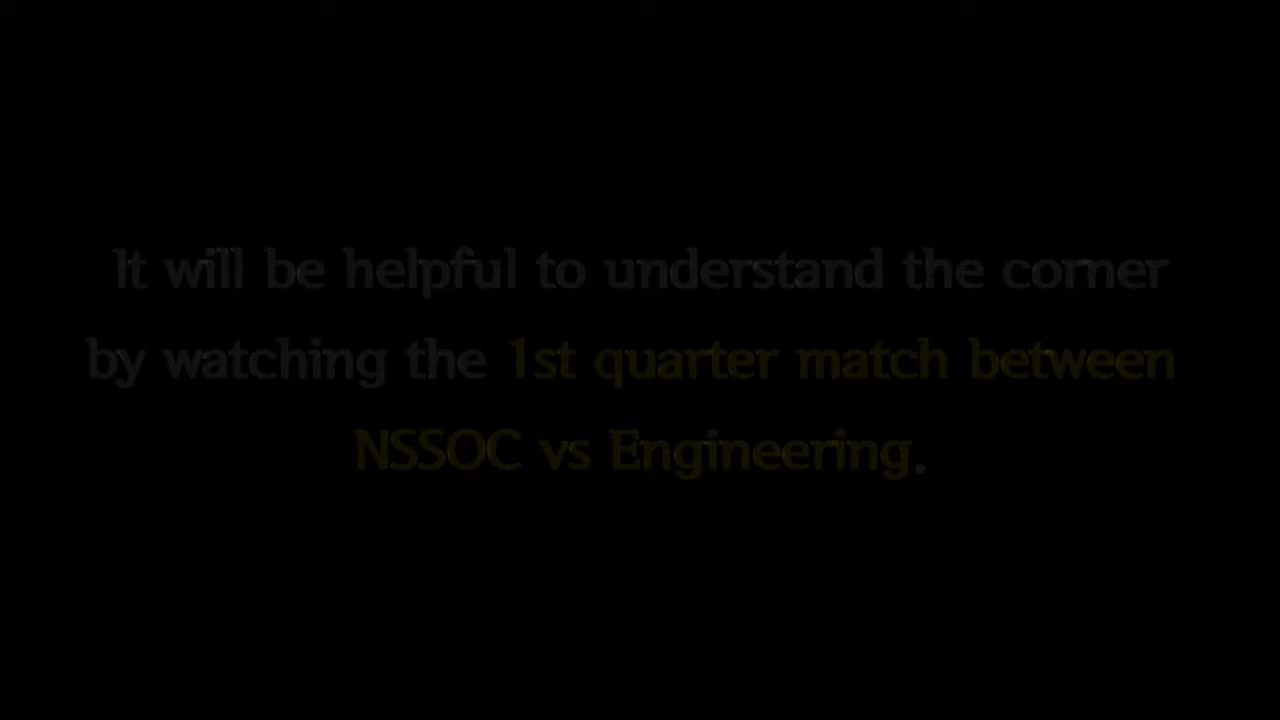 It will be helpful to understand the corner
by watching the 1st quarter match between
NSSOC vs Engineering.